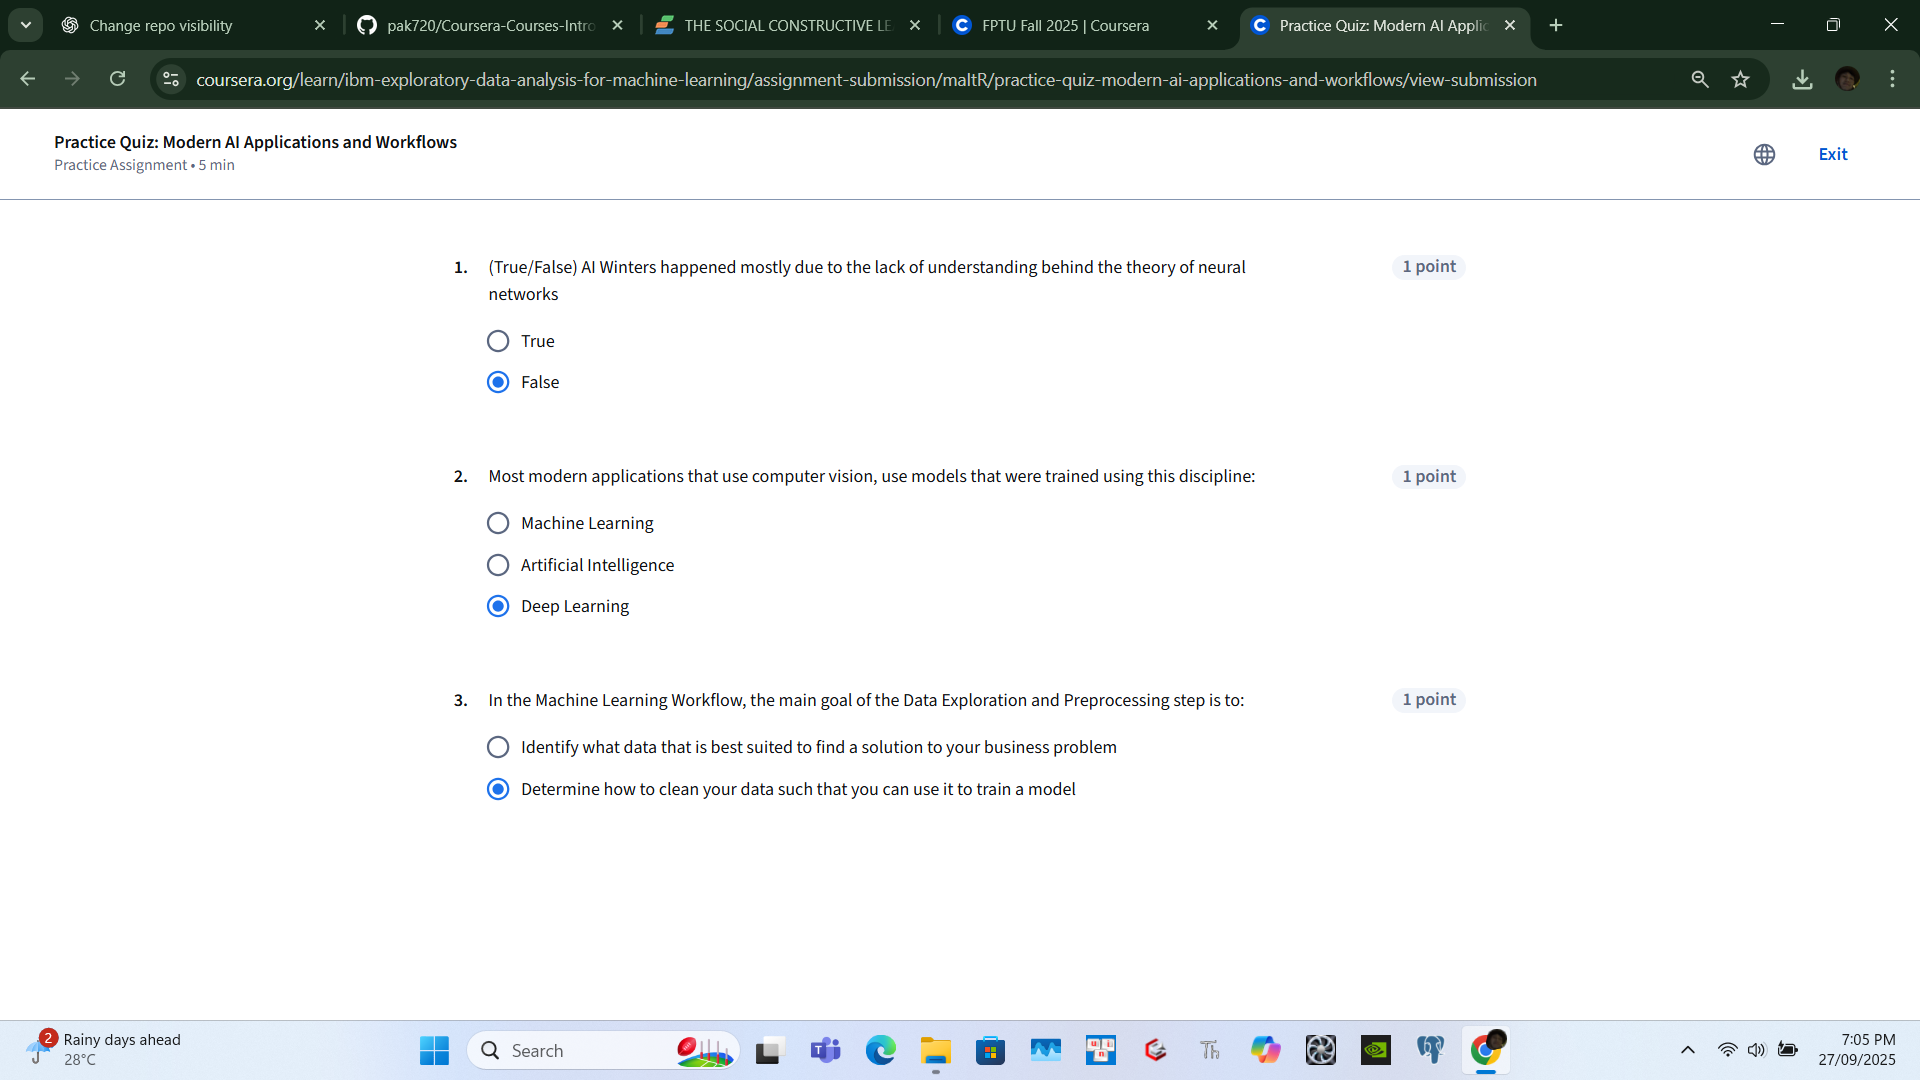 Change repo visibility
pak720/Coursera-Courses-Intro
THE SOCIAL CONSTRUCTIVE LE
FPTU Fall 2025 | Coursera
Practice Quiz: Modern AI Applic
coursera.org/learn/ibm-exploratory-data-analysis-for-machine-learning/assignment-submission/maItR/practice-quiz-modern-ai-applications-and-workflows/view-submission
Practice Quiz: Modern AI Applications and Workflows
Practice Assignment • 5 min
Exit
1. (True/False) AI Winters happened mostly due to the lack of understanding behind the theory of neural
networks
1 point
True
False
2. Most modern applications that use computer vision, use models that were trained using this discipline:
1 point
Machine Learning
Artificial Intelligence
Deep Learning
3. In the Machine Learning Workflow, the main goal of the Data Exploration and Preprocessing step is to:
1 point
Identify what data that is best suited to find a solution to your business problem
Determine how to clean your data such that you can use it to train a model
2
Rainy days ahead
28°C
Search
Th
7:05 PM
27/09/2025